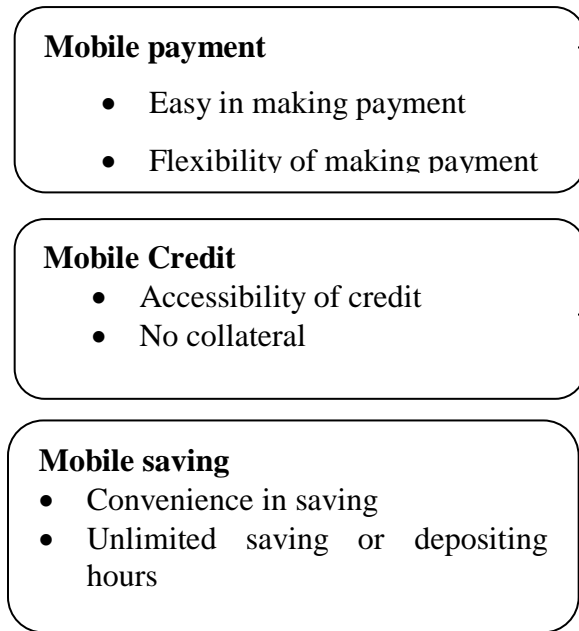 Mobile payment
• Easy in making payment
• Flexibility of making payment
Mobile Credit
• Accessibility of credit
• No collateral
Mobile saving
• Convenience in saving
• Unlimited saving or depositing
hours